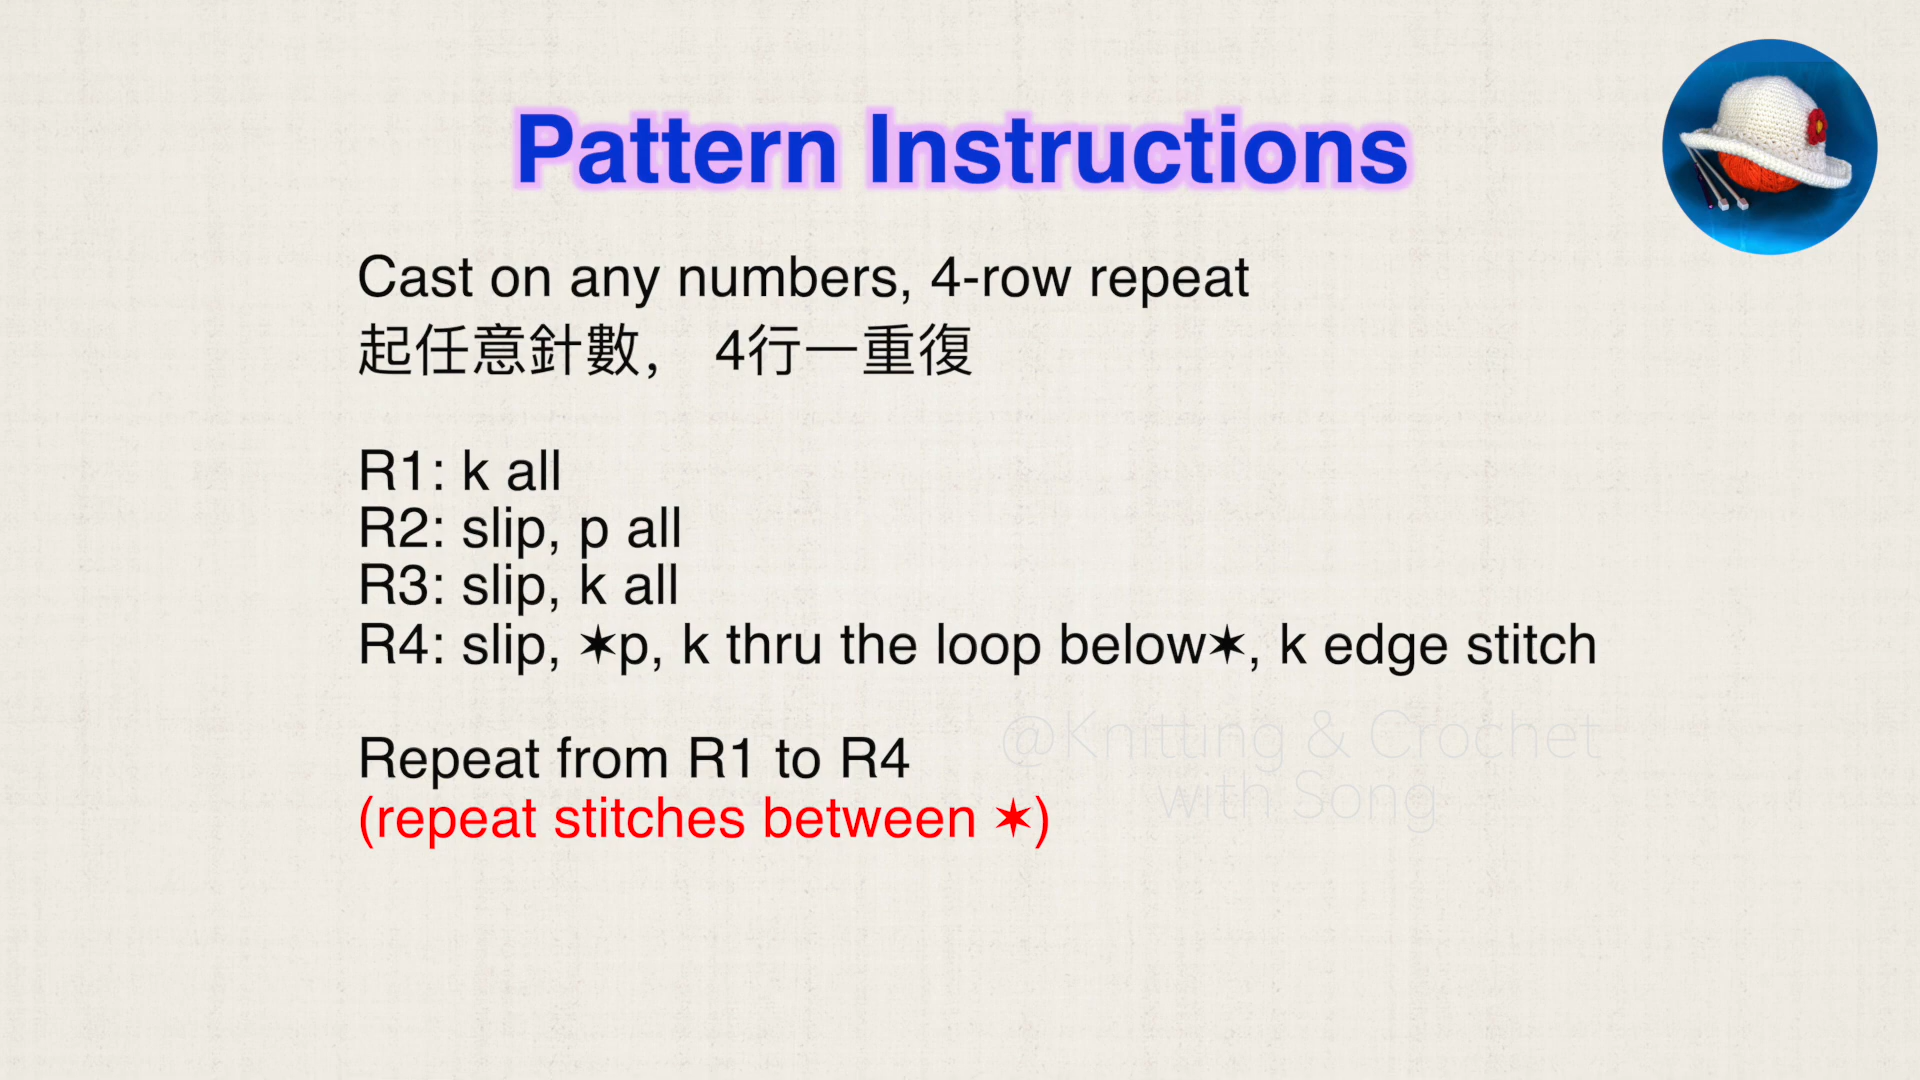 Pattern Instructions
Cast on any numbers, 4-row repeat
起任意針數， 4行一重復
R1: k all
R2: slip, p all
R3: slip, k all
R4: slip, ✶p, k thru the loop below✶, k edge stitch
@Knitting & Crochet
with Song
Repeat from R1 to R4
(repeat stitches between ✶)